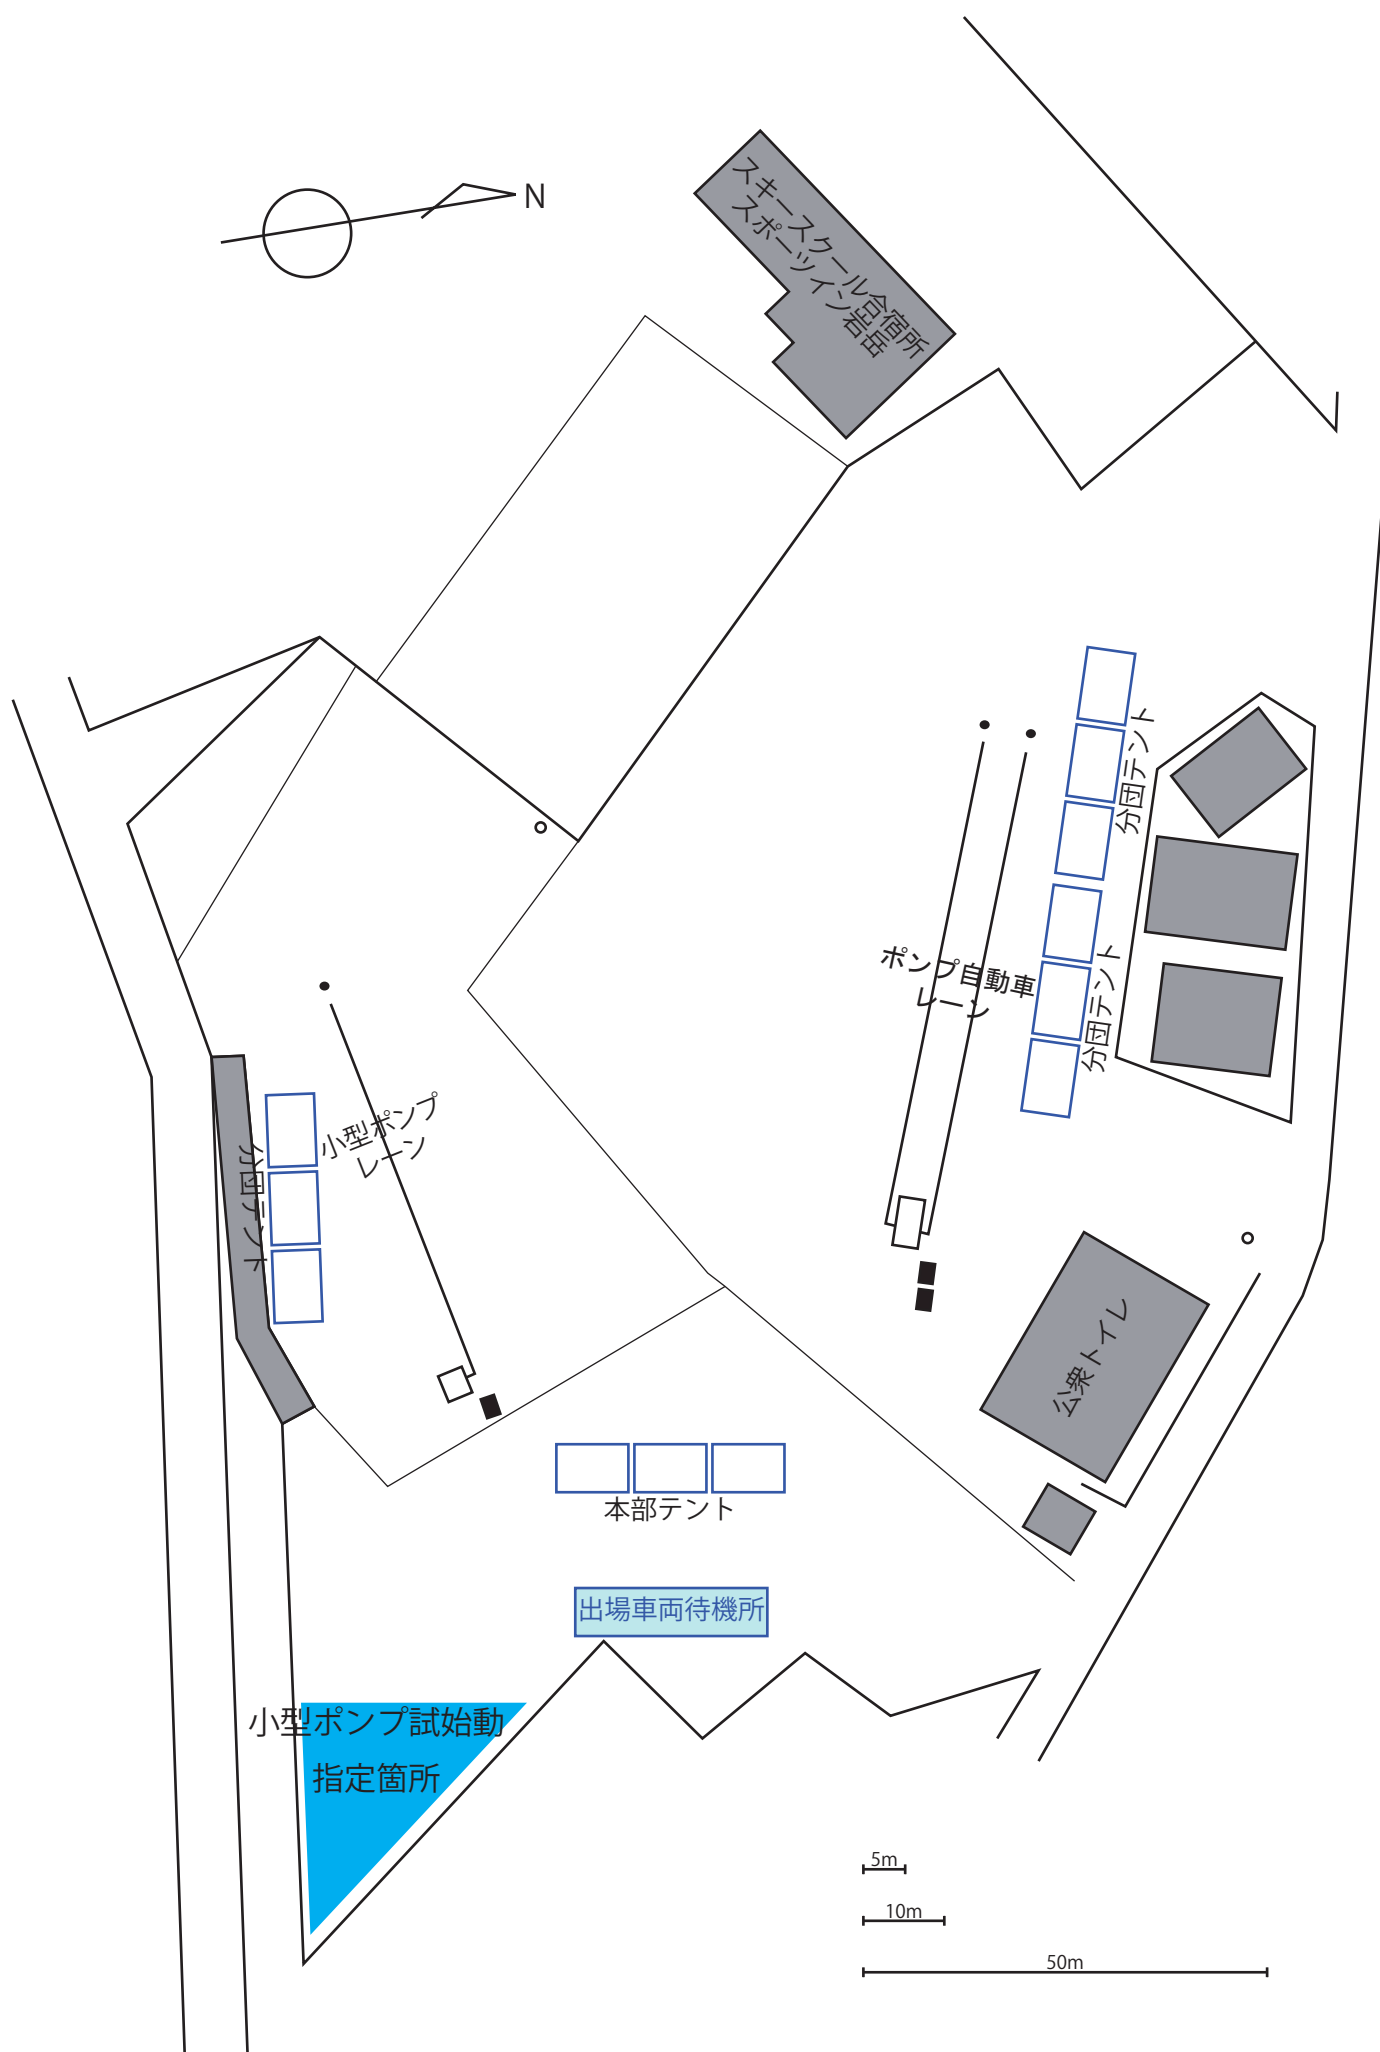 N
スキースクール合宿所
スポーツイン岩岳
分団テント
ポンプ自動車
レーン
分団テント
小型ポンプ
レーン
分団テント
公衆トイレ
本部テント
出場車両待機所
小型ポンプ試始動
指定箇所
5m
10m
50m